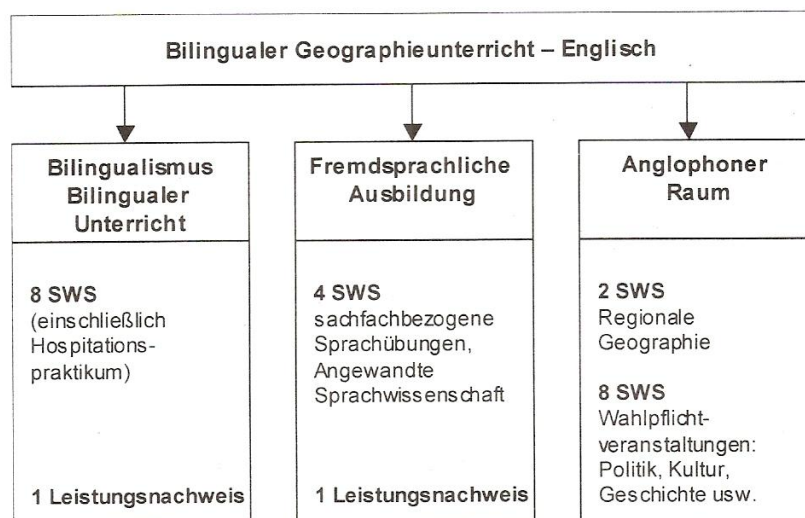 Bilingualer Geographieunterricht – Englisch
Bilingualismus
Bilingualer
Unterricht
8 SWS
(einschließlich
Hospitations-
praktikum)
1 Leistungsnachweis
Fremdsprachliche
Ausbildung
4 SWS
sachfachbezogene
Sprachübungen,
Angewandte
Sprachwissenschaft
1 Leistungsnachweis
Anglophoner
Raum
2 SWS
Regionale
Geographie
8 SWS
Wahlpflicht-
veranstaltungen:
Politik, Kultur,
Geschichte usw.